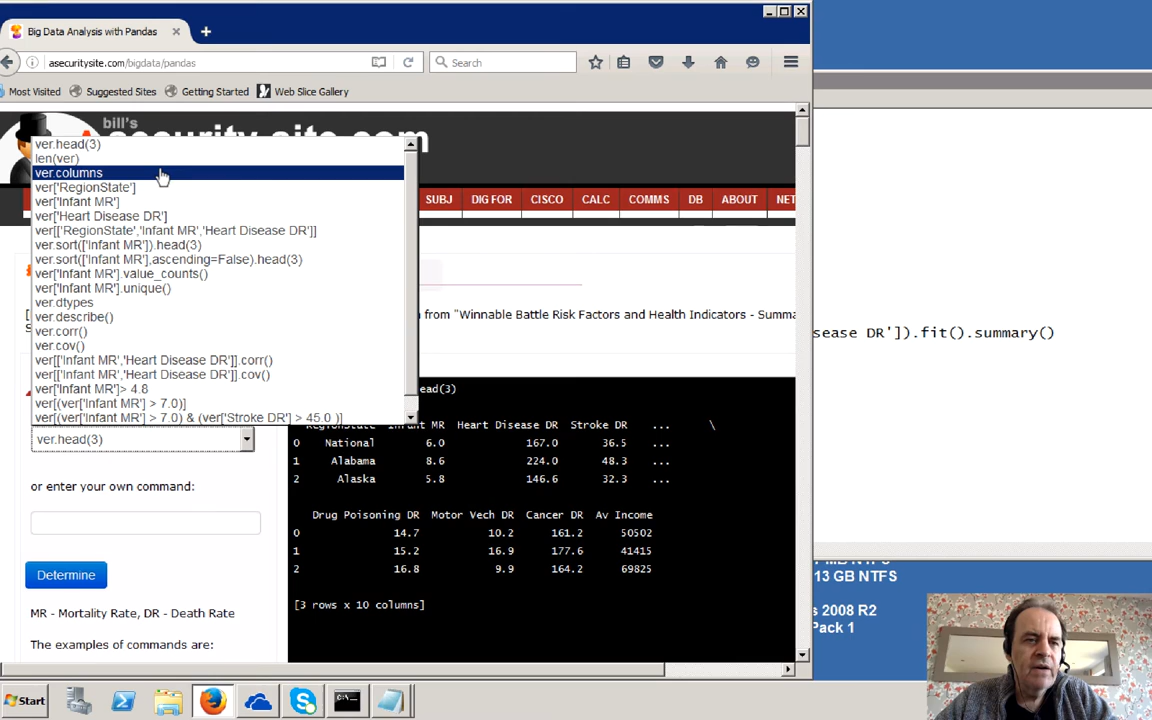 Big Data Analysis with Pandas
asecuritysite.com/bigdata/pandas
Search
Most Visited Suggested Sites Getting Started Web Slice Gallery
bill's
security-site.com
SUBJ DIG FOR CISCO COMMS DB ABOUT NET
ver.head(3)
len(ver)
ver.columns
ver['RegionState']
ver['Infant MR']
ver['Heart Disease DR']
ver[['RegionState','Infant MR','Heart Disease DR']]
ver.sort(['Infant MR']).head(3)
ver.sort(['Infant MR'],ascending=False).head(3)
ver['Infant MR'].value_counts()
ver['Infant MR'].unique()
ver.dtypes
ver.describe()
ver.corr()
ver.cov()
ver[['Infant MR','Heart Disease DR']].corr()
ver[['Infant MR','Heart Disease DR']].cov()
ver['Infant MR']> 4.8
ver[(ver['Infant MR'] > 7.0)]
ver[(ver['Infant MR'] > 7.0) & (ver['Stroke DR'] > 45.0 )]
from "Winnable Battle Risk Factors and Health Indicators - Summa
sease DR']).fit().summary()
ver.head(3)
or enter your own command:
Determine
MR - Mortality Rate, DR - Death Rate
The examples of commands are:
ead(3)
RegionState Infant MR Heart Disease DR Stroke DR ... \
0 National 6.0 167.0 36.5 ...
1 Alabama 8.6 224.0 48.3 ...
2 Alaska 5.8 146.6 32.3 ...
Drug Poisoning DR Motor Vech DR Cancer DR Av Income
0 14.7 10.2 161.2 50502
1 15.2 16.9 177.6 41415
2 16.8 9.9 164.2 69825
[3 rows x 10 columns]
MB NTFS
13 GB NTFS
s 2008 R2
Pack 1
Start